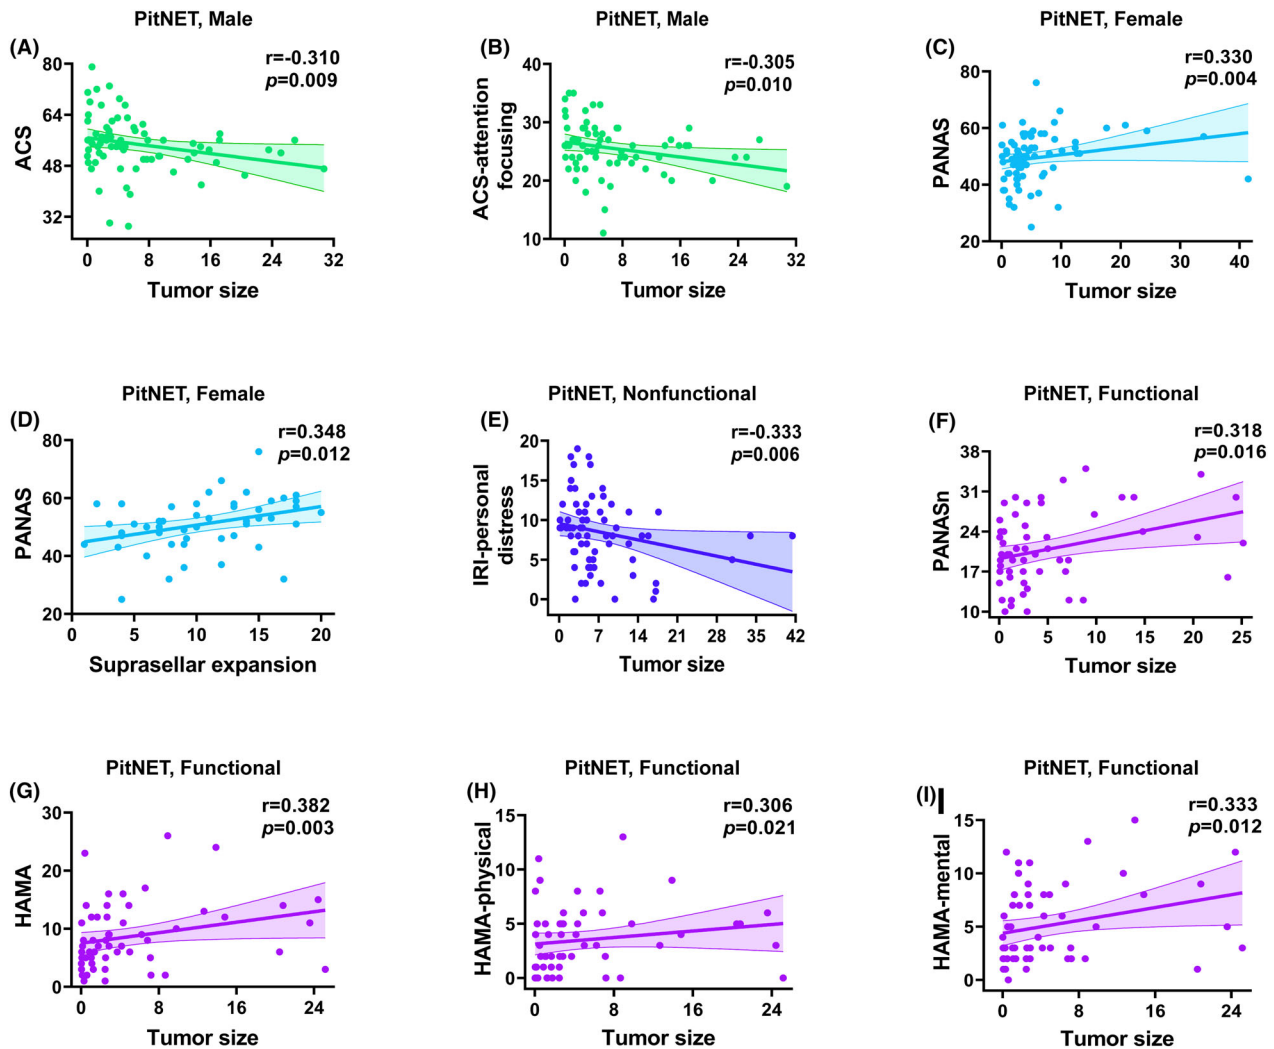 PitNET, Male
(A)
r=-0.310
p=0.009
ACS
80
64
48
32
0 8 16 24 32
Tumor size
PitNET, Male
(B)
r=-0.305
p=0.010
ACS-attention
focusing
40
30
20
10
0 8 16 24 32
Tumor size
PitNET, Female
(C)
r=0.330
p=0.004
PANAS
80
60
40
20
0 10 20 30 40
Tumor size
PitNET, Female
(D)
r=0.348
p=0.012
PANAS
80
60
40
20
0 5 10 15 20
Suprasellar expansion
PitNET, Nonfunctional
(E)
r=-0.333
p=0.006
IRI-personal
distress
20
15
10
5
0
0 7 14 21 28 35 42
Tumor size
PitNET, Functional
(F)
r=0.318
p=0.016
PANASn
38
31
24
17
10
0 5 10 15 20 25
Tumor size
PitNET, Functional
(G)
r=0.382
p=0.003
HAMA
30
20
10
0
0 8 16 24
Tumor size
PitNET, Functional
(H)
r=0.306
p=0.021
HAMA-physical
15
10
5
0
0 8 16 24
Tumor size
PitNET, Functional
(I)
r=0.333
p=0.012
HAMA-mental
15
10
5
0
0 8 16 24
Tumor size